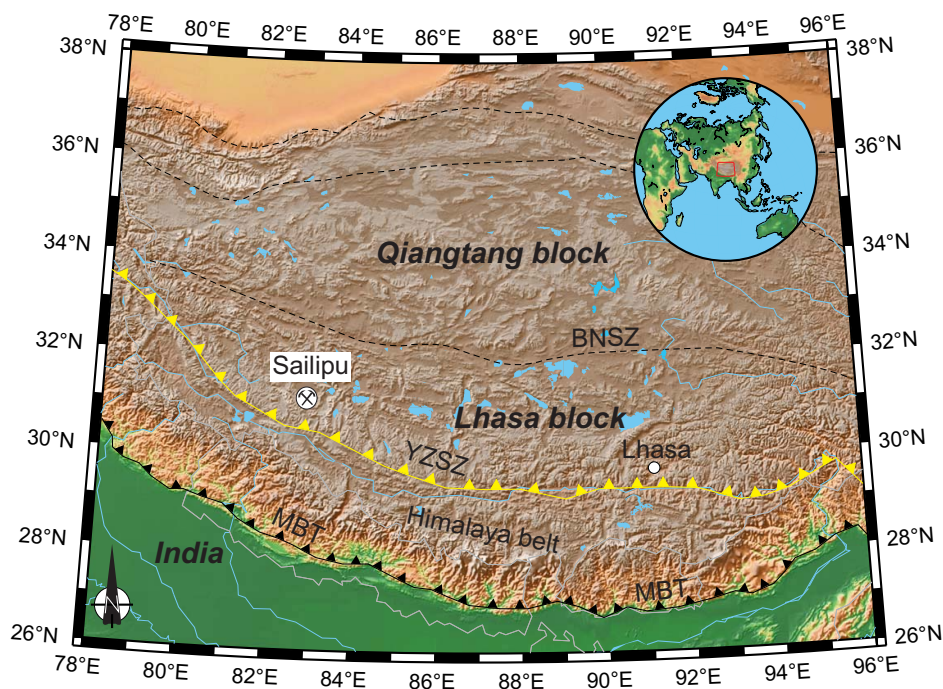 78°E
80°E
82°E
84°E
86°E
88°E
90°E
92°E
94°E
96°E
38°N
38°N
36°N
36°N
34°N
34°N
Qiangtang block
32°N
BNSZ
32°N
Sailipu
Lhasa block
30°N
YZSZ
Lhasa
30°N
Himalaya belt
28°N
MBT
28°N
India
MBT
N
26°N
26°N
78°E
80°E
82°E
84°E
86°E
88°E
90°E
92°E
94°E
96°E